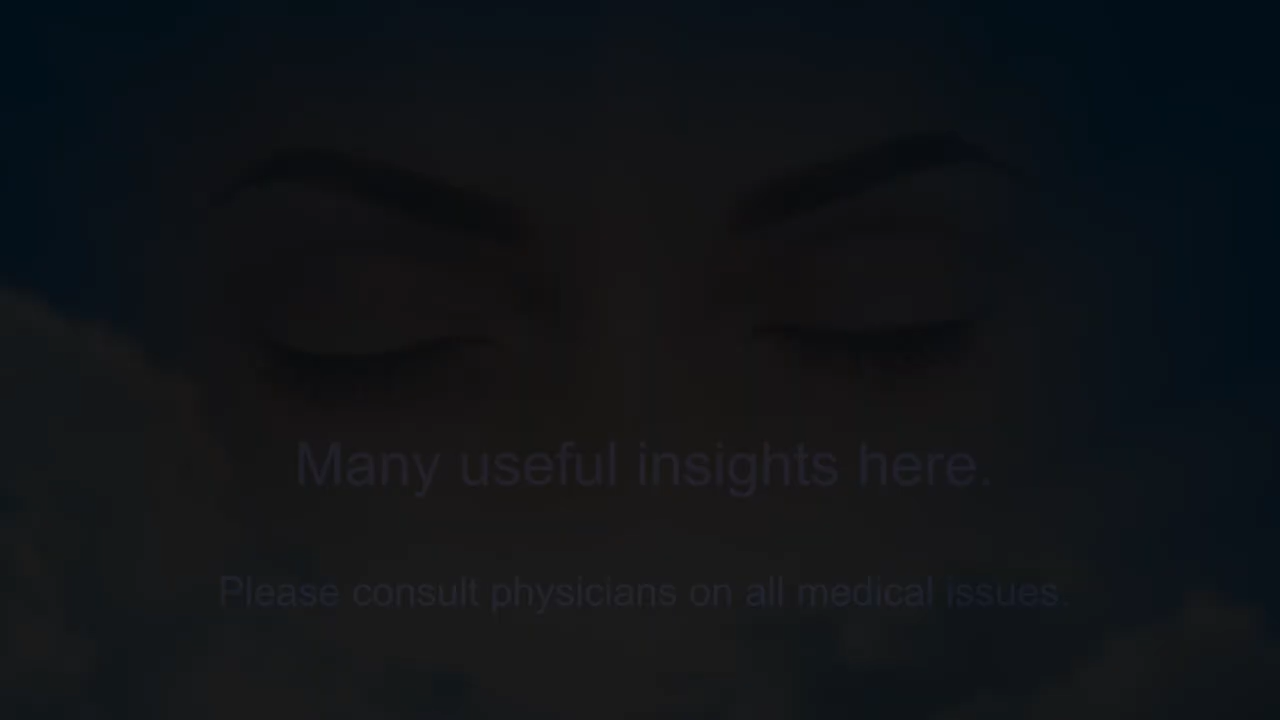 Many useful insights here.
Please consult physicians on all medical issues.